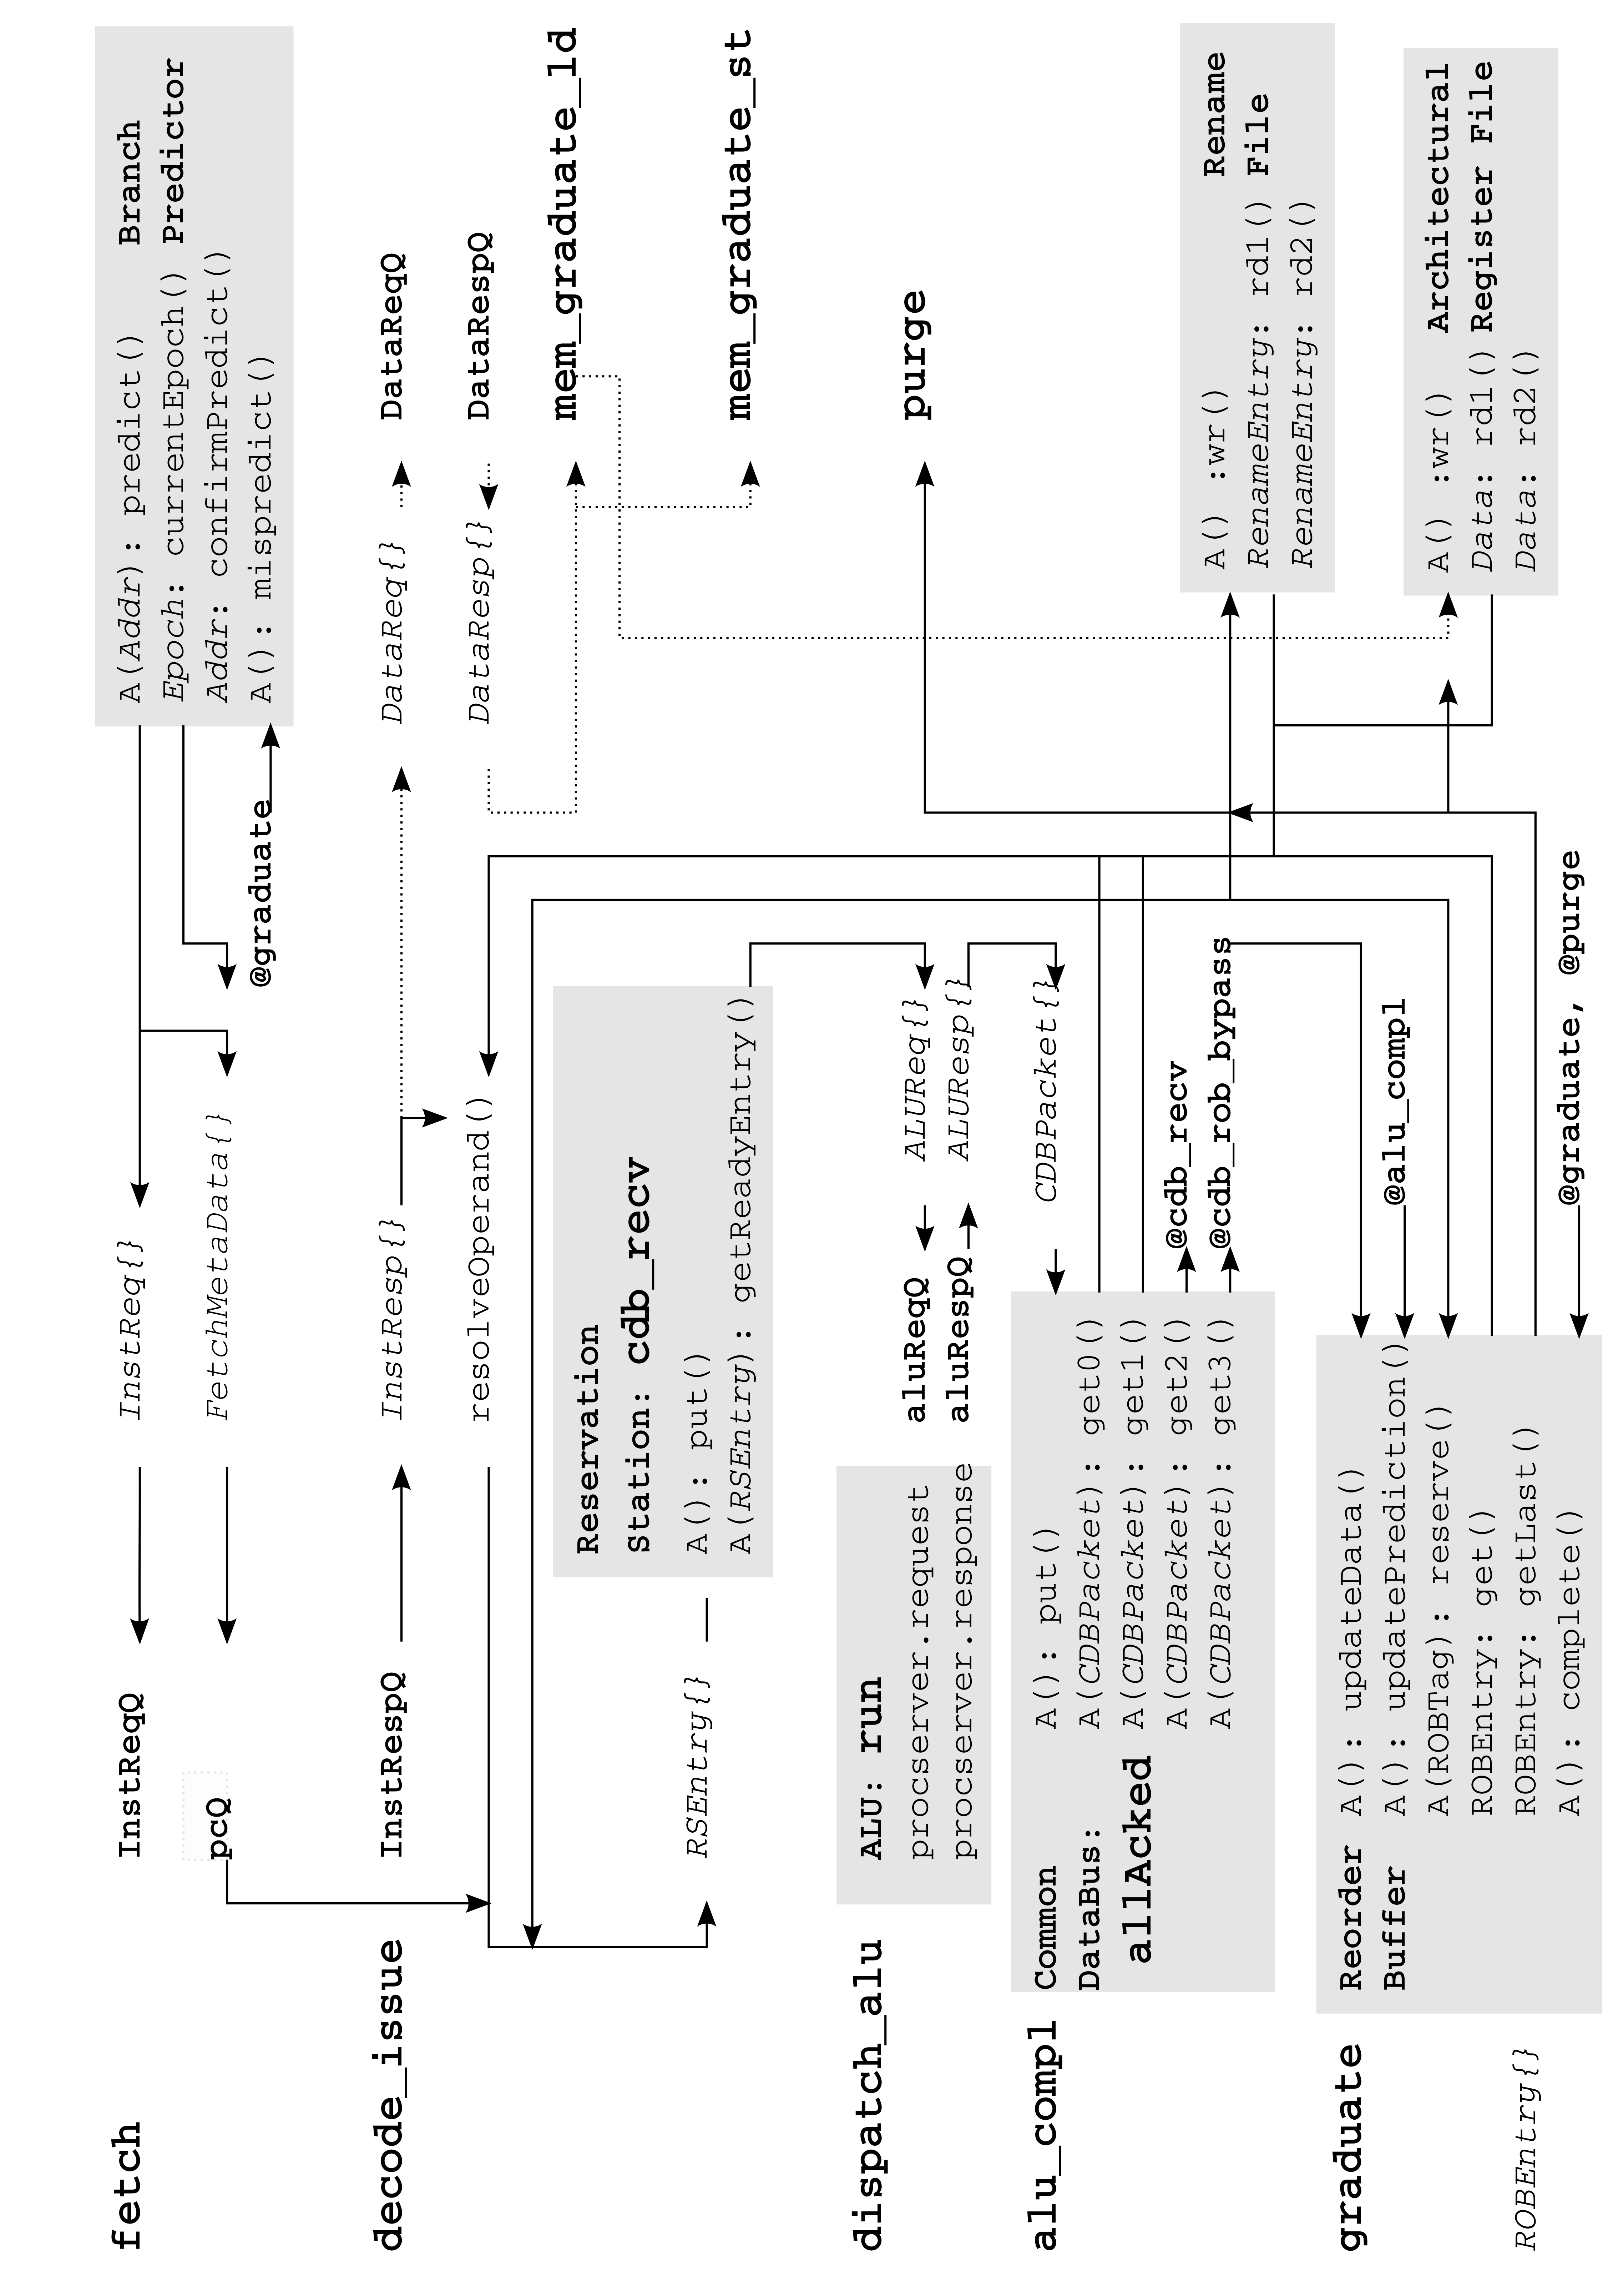 fetch
InstReqQ
InstReq{}
pcQ
FetchMetaData{}
A(Addr): predict()
Branch
Epoch: currentEpoch()
Predictor
Addr: confirmPredict()
A(): mispredict()
@graduate
decode_issue
InstRespQ
InstResp{}
DataReq{}
DataReqQ
resolveOperand()
DataResp{}
DataRespQ
mem_graduate_ld
mem_graduate_st
Reservation
Station: cdb_recv
A(): put()
A(RSEntry): getReadyEntry()
RSEntry{}
dispatch_alu
ALU: run
procserver.request
procserver.response
aluReqQ
ALUReq{}
aluRespQ
ALUResp{}
purge
alu_compl
Common
DataBus:
allAcked
A(): put()
A(CDBPacket): get0()
A(CDBPacket): get1()
A(CDBPacket): get2()
A(CDBPacket): get3()
CDBPacket{}
@cdb_recv
@cdb_rob_bypass
A() :wr()
Rename
RenameEntry: rd1()
File
RenameEntry: rd2()
graduate
Reorder
Buffer
A(): updateData()
A(): updatePrediction()
A(ROBTag): reserve()
ROBEntry: get()
ROBEntry: getLast()
A(): complete()
@alu_compl
@graduate, @purge
A() :wr()
Architectural
Data: rd1()
Register File
Data: rd2()
ROBEntry{}